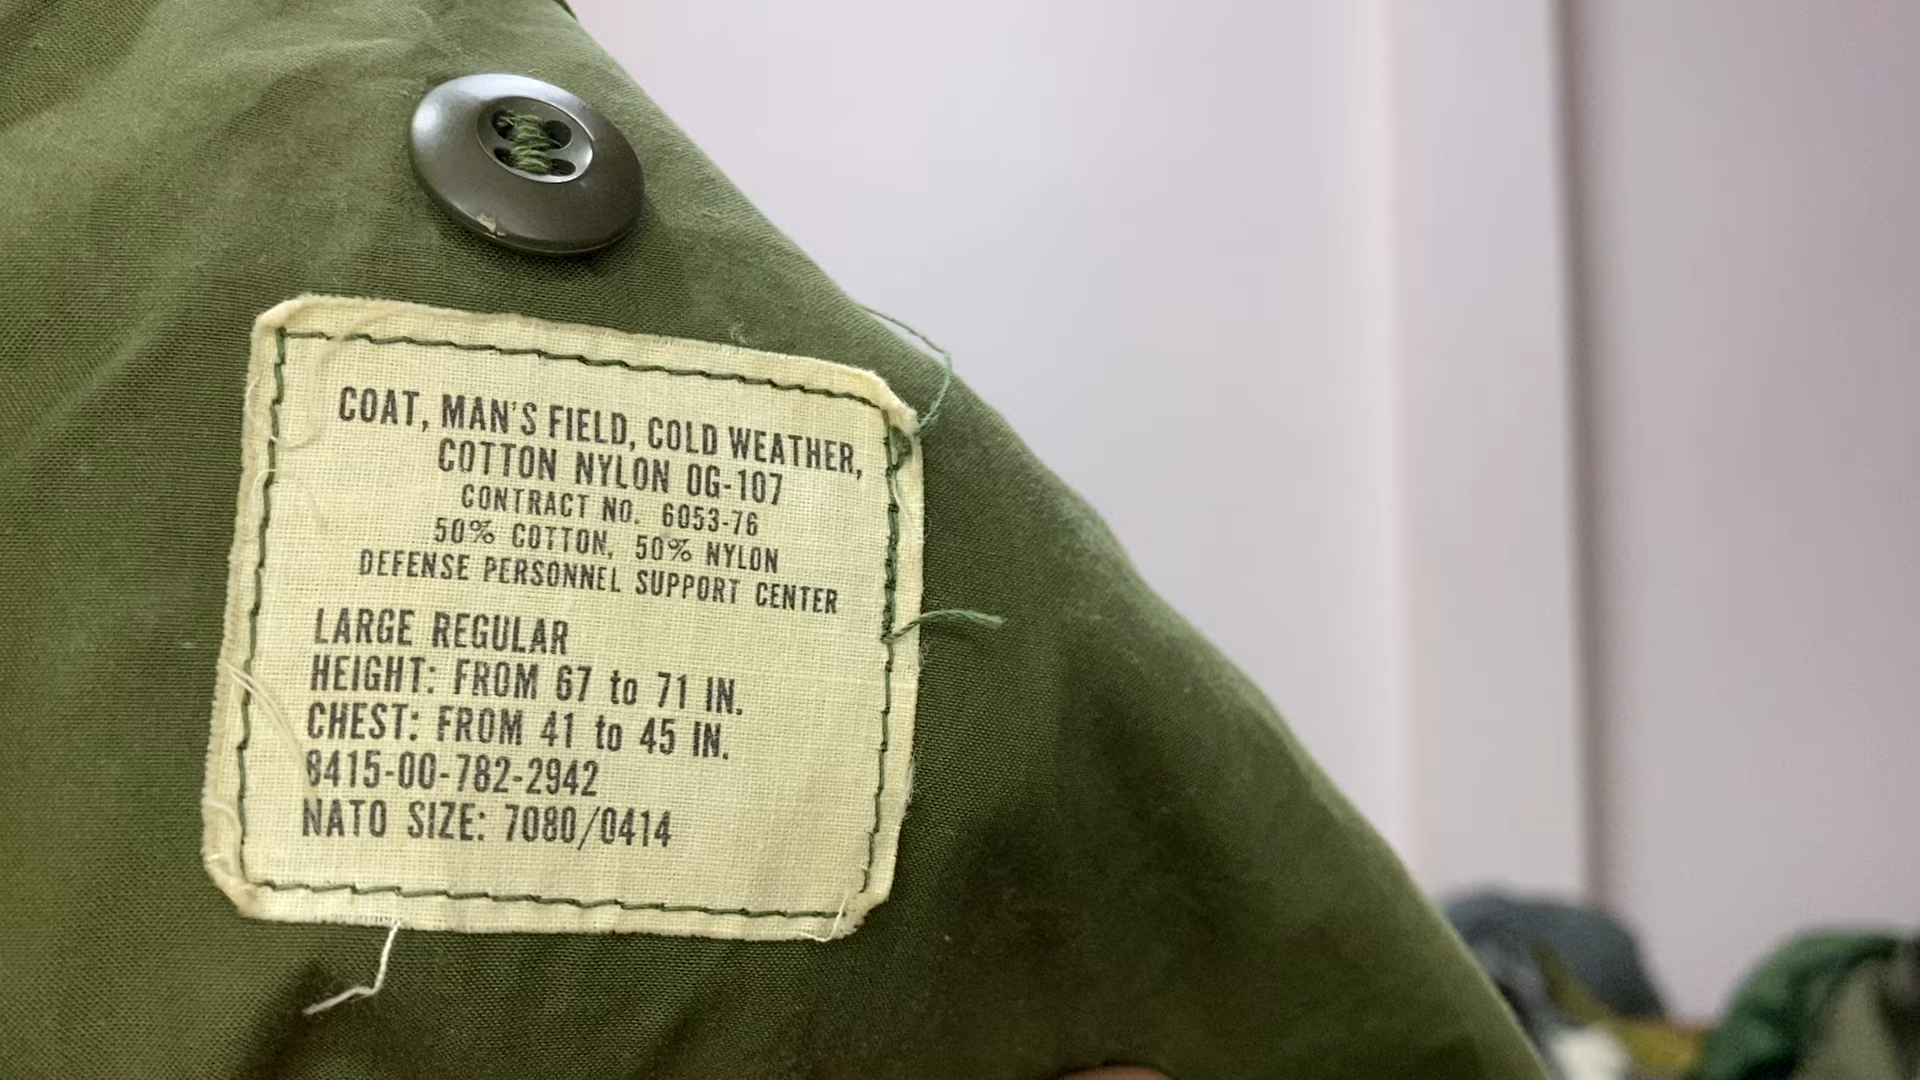 COAT, MAN'S FIELD, COLD WEATHER,
COTTON NYLON OG-107
CONTRACT NO. 6053-76
50% COTTON, 50% NYLON
DEFENSE PERSONNEL SUPPORT CENTER
LARGE REGULAR
HEIGHT: FROM 67 to 71 IN.
CHEST: FROM 41 to 45 IN.
8415-00-782-2942
NATO SIZE: 7080/0414